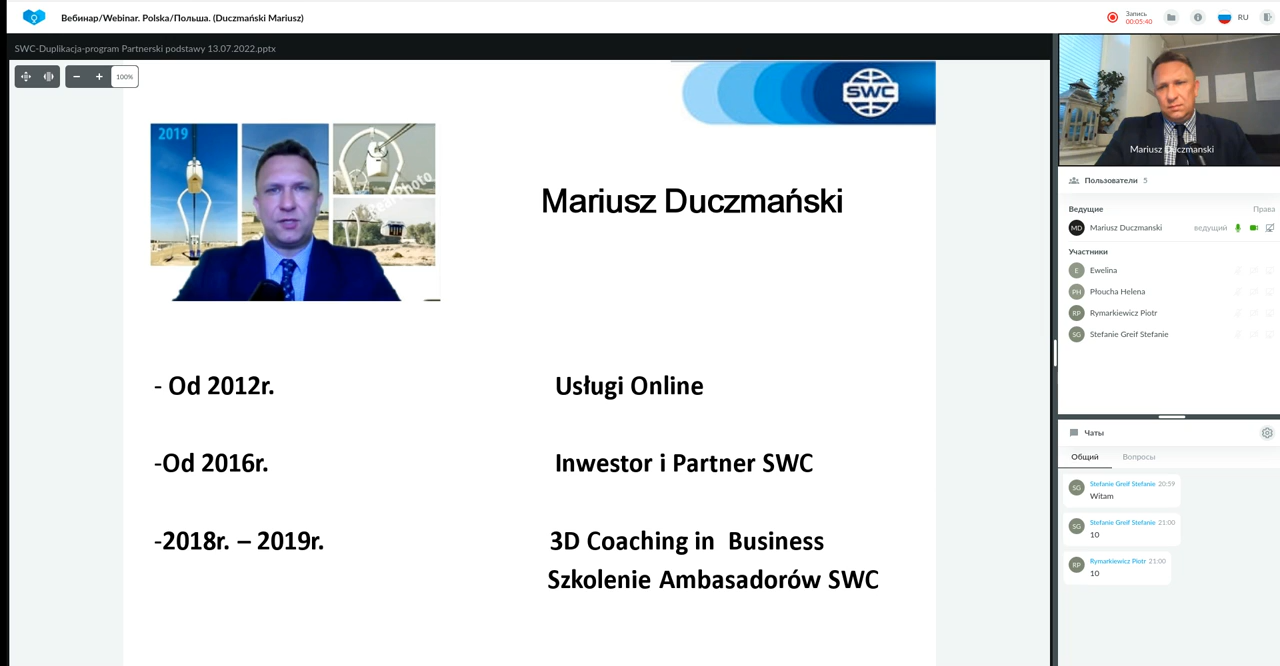 Вебинар/Webinar. Polska/Польша. (Duczmański Mariusz)
Запись
00:05:40
RU
SWC-Duplikacja-program Partnerski podstawy 13.07.2022.pptx
100%
SWC
2019
Real photo
Mariusz Duczmański
- Od 2012r. Usługi Online
-Od 2016r. Inwestor i Partner SWC
-2018r. – 2019r. 3D Coaching in Business
Szkolenie Ambasadorów SWC
Mariusz Duczmanski
Пользователи 5
Ведущие Права
MD Mariusz Duczmanski ведущий
Участники
E Ewelina
PH Płoucha Helena
RP Rymarkiewicz Piotr
SG Stefanie Greif Stefanie
Чаты
Общий Вопросы
SG Stefanie Greif Stefanie 20:59
Witam
SG Stefanie Greif Stefanie 21:00
10
RP Rymarkiewicz Piotr 21:00
10